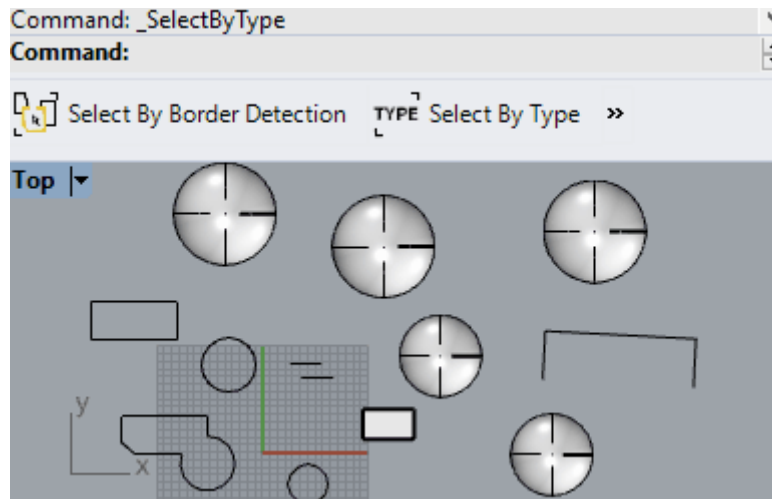 Command: _SelectByType
Command:
Select By Border Detection TYPE Select By Type »
Top
y
x